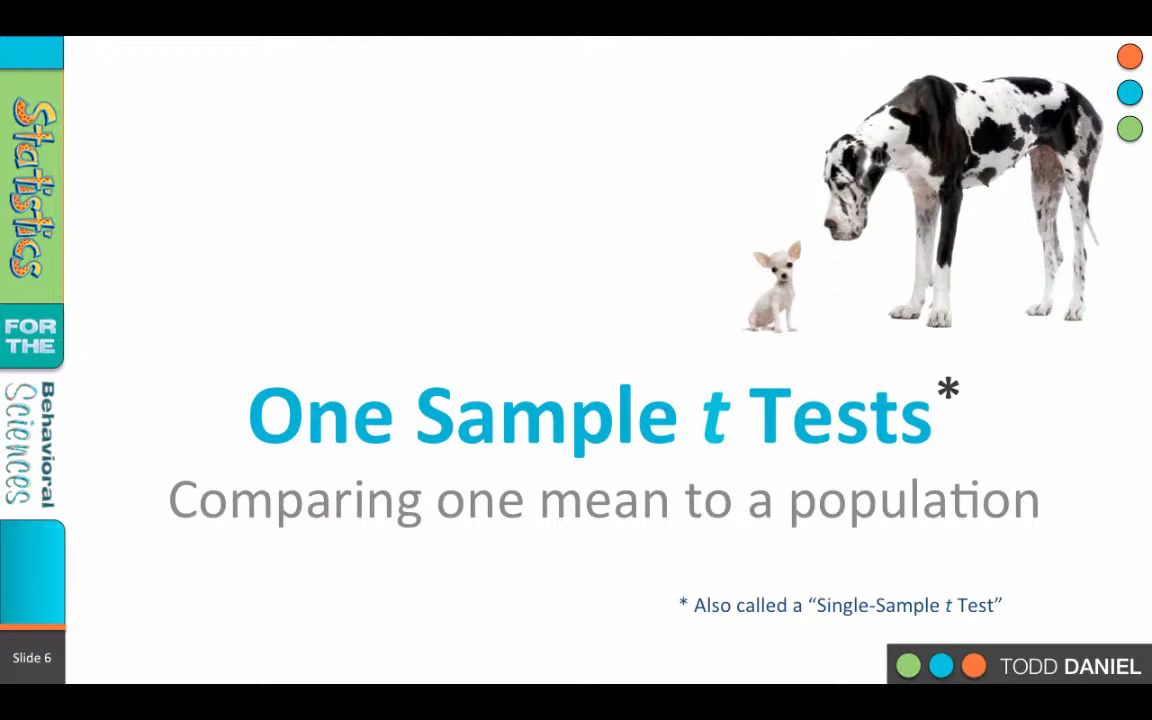 Statistics
FOR
THE
Behavioral
Sciences
One Sample t Tests*
Comparing one mean to a population
* Also called a “Single-Sample t Test”
Slide 6
TODD DANIEL